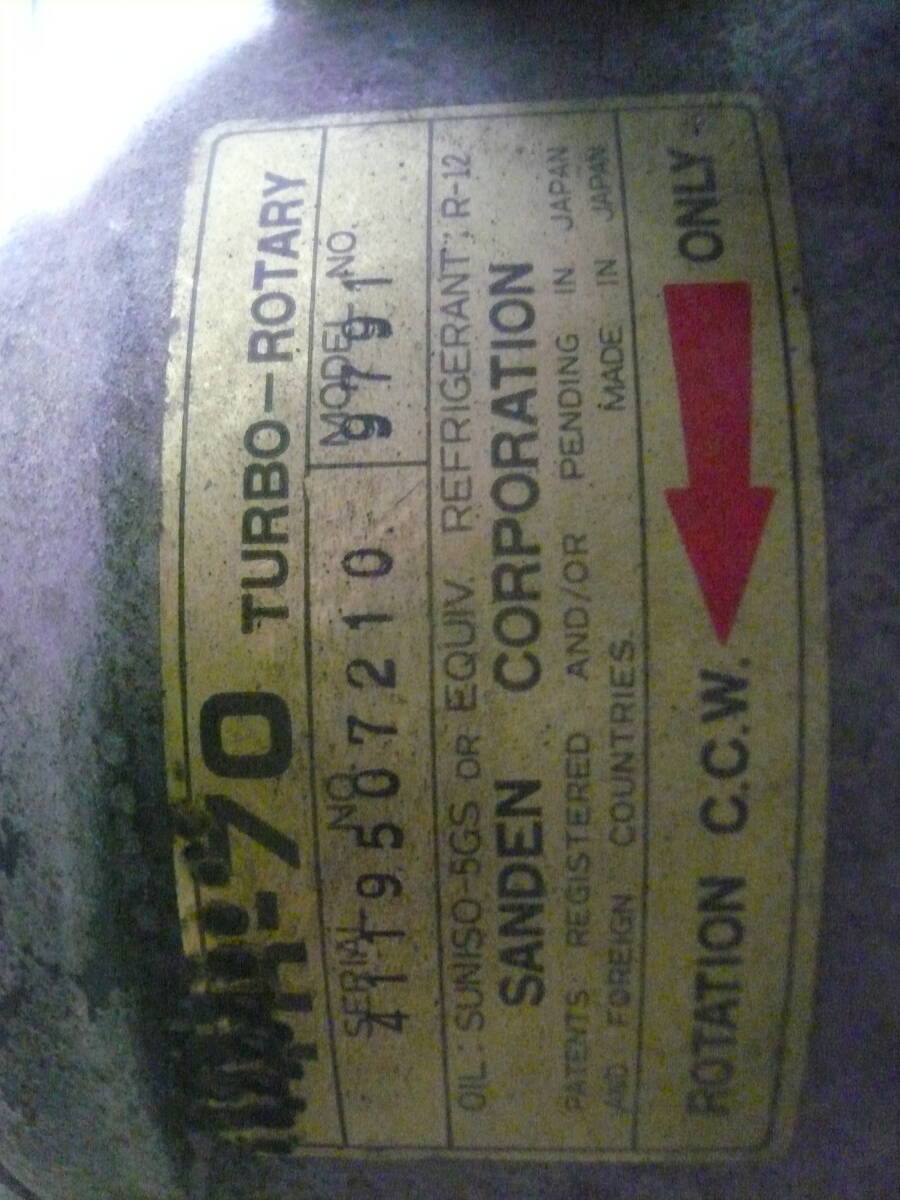 -70 TURBO-ROTARY
SERIAL NO. MODEL NO.
4119507210 9791
OIL: SUNISO-5GS OR EQUIV. REFRIGERANT; R-12
SANDEN CORPORATION
PATENTS REGISTERED AND/OR PENDING IN JAPAN
AND FOREIGN COUNTRIES. MADE IN JAPAN
ROTATION C.C.W. ONLY